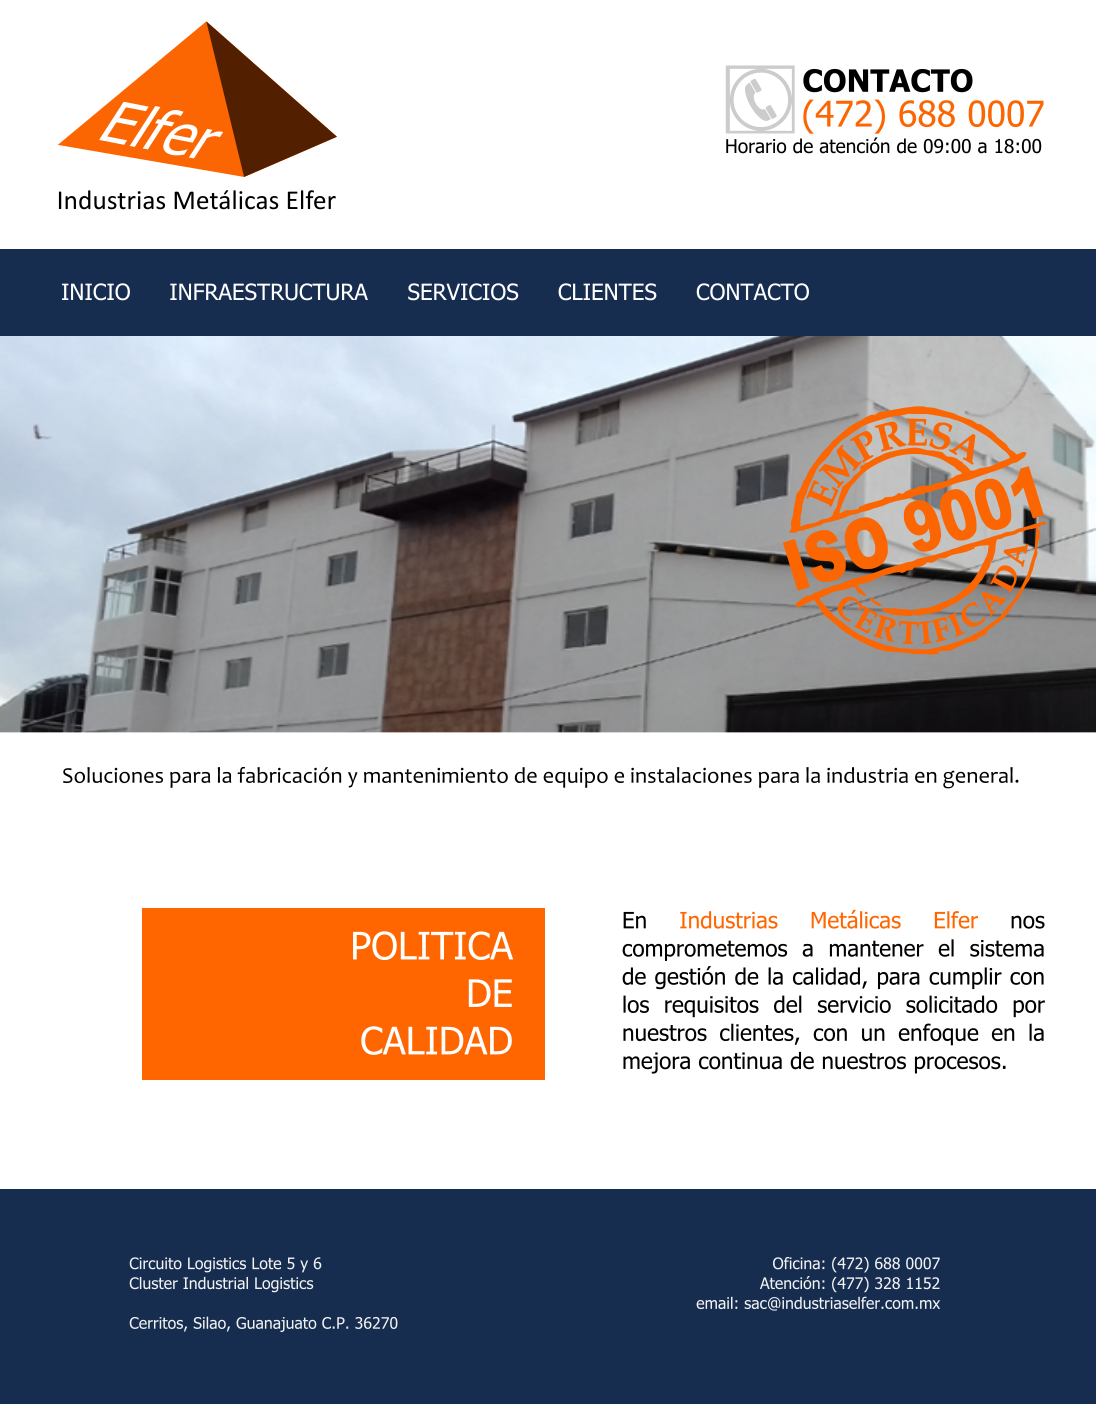 Elfer
Industrias Metálicas Elfer
CONTACTO
(472) 688 0007
Horario de atención de 09:00 a 18:00
INICIO INFRAESTRUCTURA SERVICIOS CLIENTES CONTACTO
EMPRESA
ISO 9001
CERTIFICADA
Soluciones para la fabricación y mantenimiento de equipo e instalaciones para la industria en general.
POLITICA
DE
CALIDAD
En Industrias Metálicas Elfer nos
comprometemos a mantener el sistema
de gestión de la calidad, para cumplir con
los requisitos del servicio solicitado por
nuestros clientes, con un enfoque en la
mejora continua de nuestros procesos.
Circuito Logistics Lote 5 y 6
Cluster Industrial Logistics
Cerritos, Silao, Guanajuato C.P. 36270
Oficina: (472) 688 0007
Atención: (477) 328 1152
email: sac@industriaselfer.com.mx